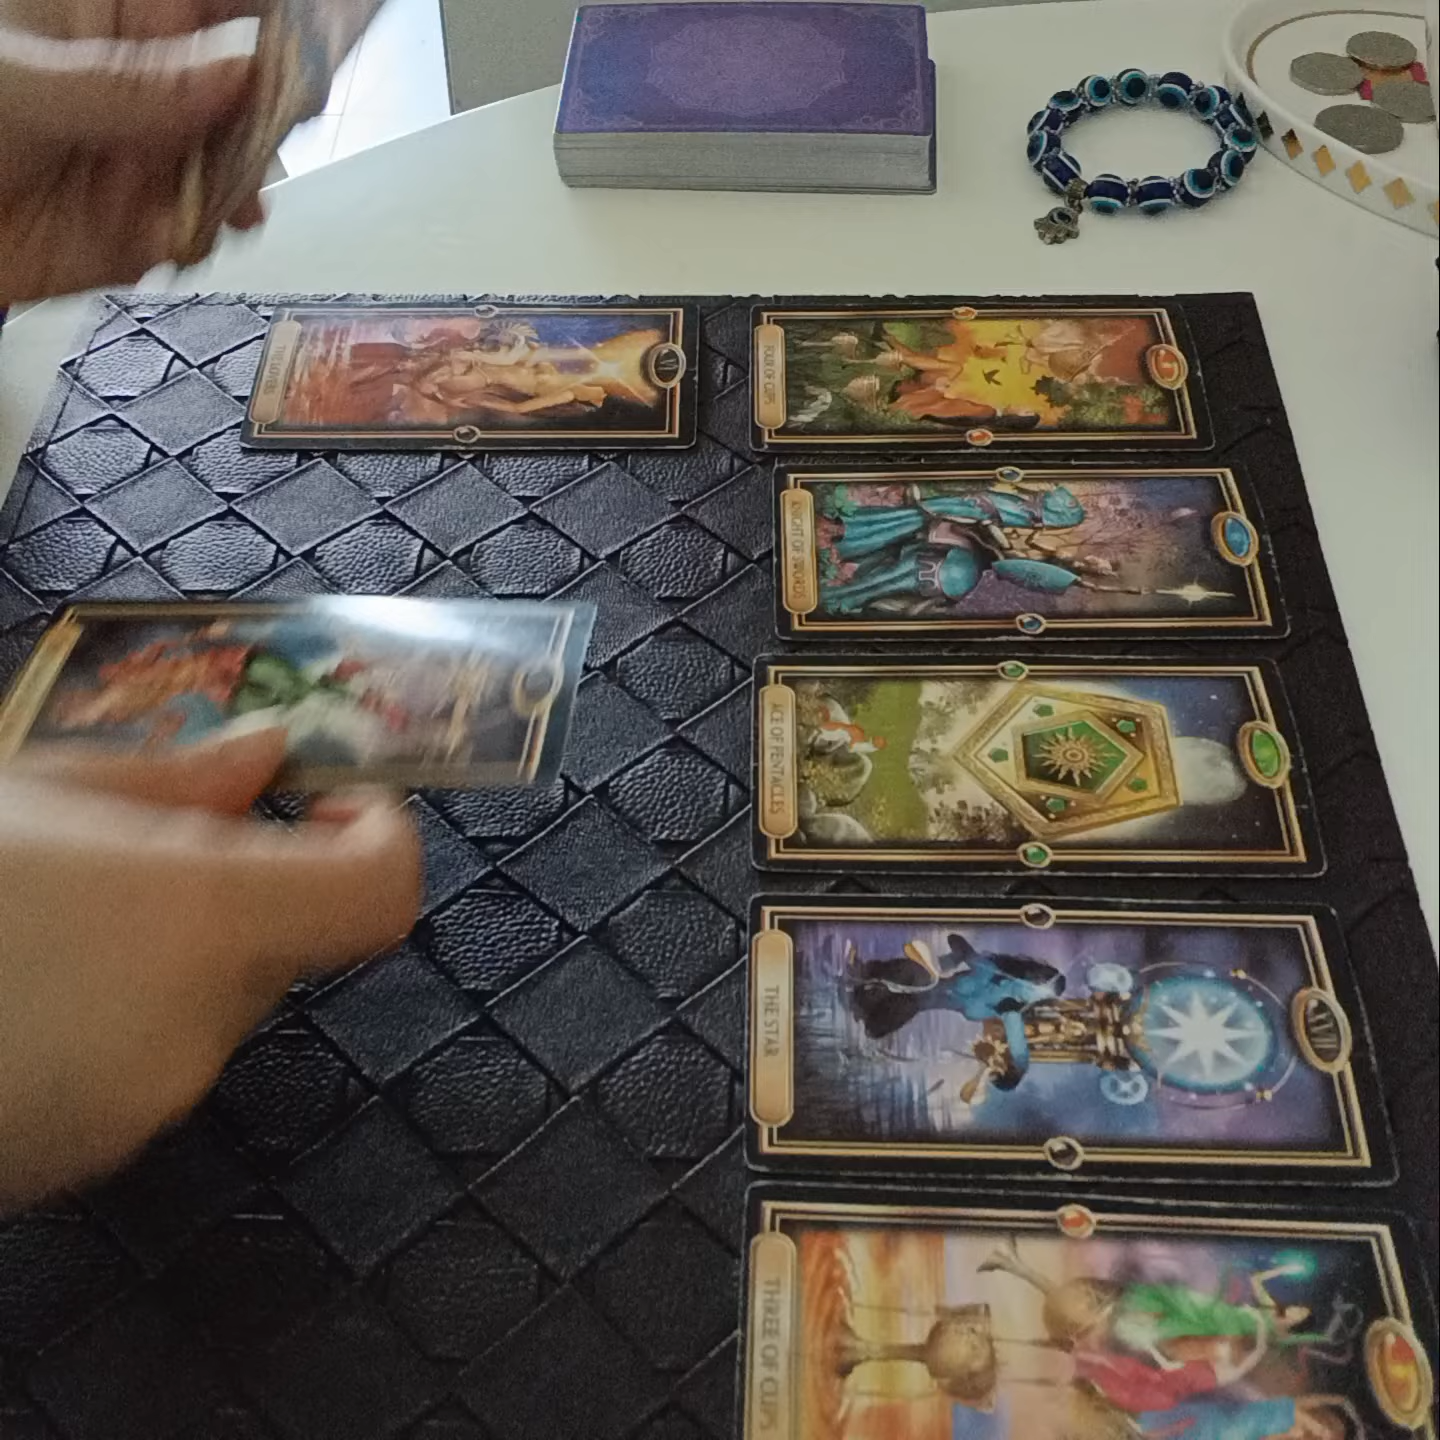 THE LOVERS
VI
FOUR OF CUPS
KNIGHT OF SWORDS
ACE OF PENTACLES
THE STAR
XVII
THREE OF CUPS